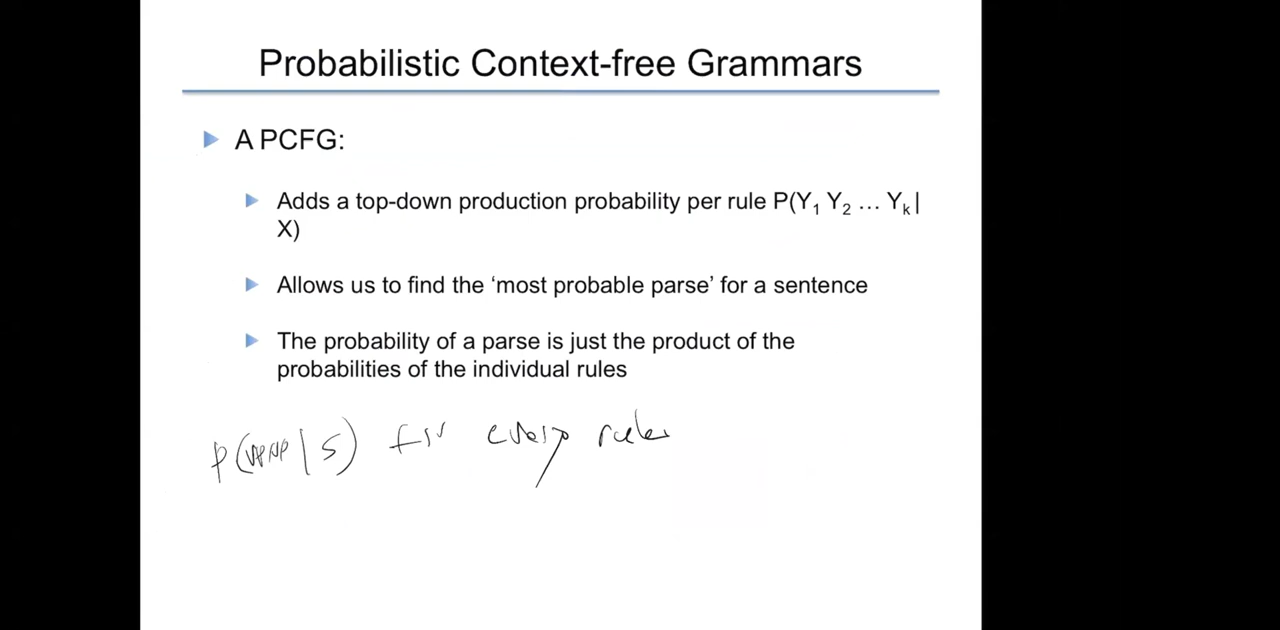 Probabilistic Context-free Grammars
A PCFG:
Adds a top-down production probability per rule P(Y₁ Y₂ … Yₖ|
X)
Allows us to find the ‘most probable parse’ for a sentence
The probability of a parse is just the product of the
probabilities of the individual rules
P(VPNP|S) for every rule